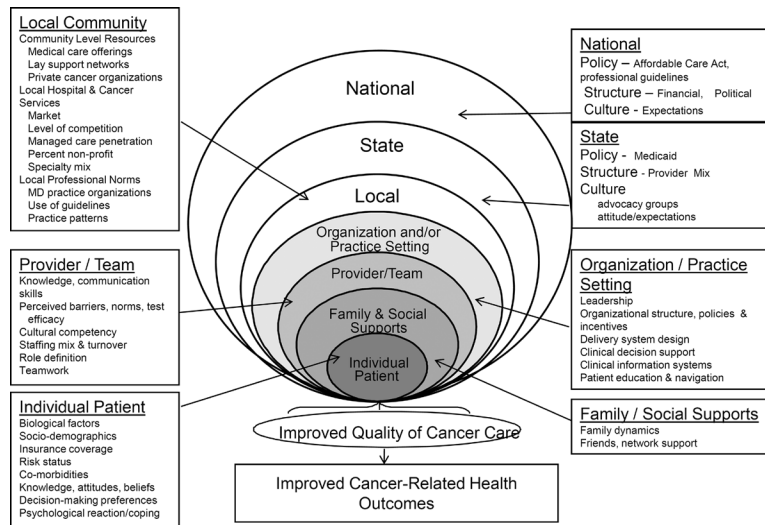 Local Community
Community Level Resources
Medical care offerings
Lay support networks
Private cancer organizations
Local Hospital & Cancer
Services
Market
Level of competition
Managed care penetration
Percent non-profit
Specialty mix
Local Professional Norms
MD practice organizations
Use of guidelines
Practice patterns
Provider / Team
Knowledge, communication
skills
Perceived barriers, norms, test
efficacy
Cultural competency
Staffing mix & turnover
Role definition
Teamwork
Individual Patient
Biological factors
Socio-demographics
Insurance coverage
Risk status
Co-morbidities
Knowledge, attitudes, beliefs
Decision-making preferences
Psychological reaction/coping
National
State
Local
Organization and/or
Practice Setting
Provider/Team
Family & Social
Supports
Individual
Patient
Improved Quality of Cancer Care
Improved Cancer-Related Health
Outcomes
National
Policy – Affordable Care Act,
professional guidelines
Structure – Financial, Political
Culture - Expectations
State
Policy - Medicaid
Structure - Provider Mix
Culture
advocacy groups
attitude/expectations
Organization / Practice
Setting
Leadership
Organizational structure, policies &
incentives
Delivery system design
Clinical decision support
Clinical information systems
Patient education & navigation
Family / Social Supports
Family dynamics
Friends, network support